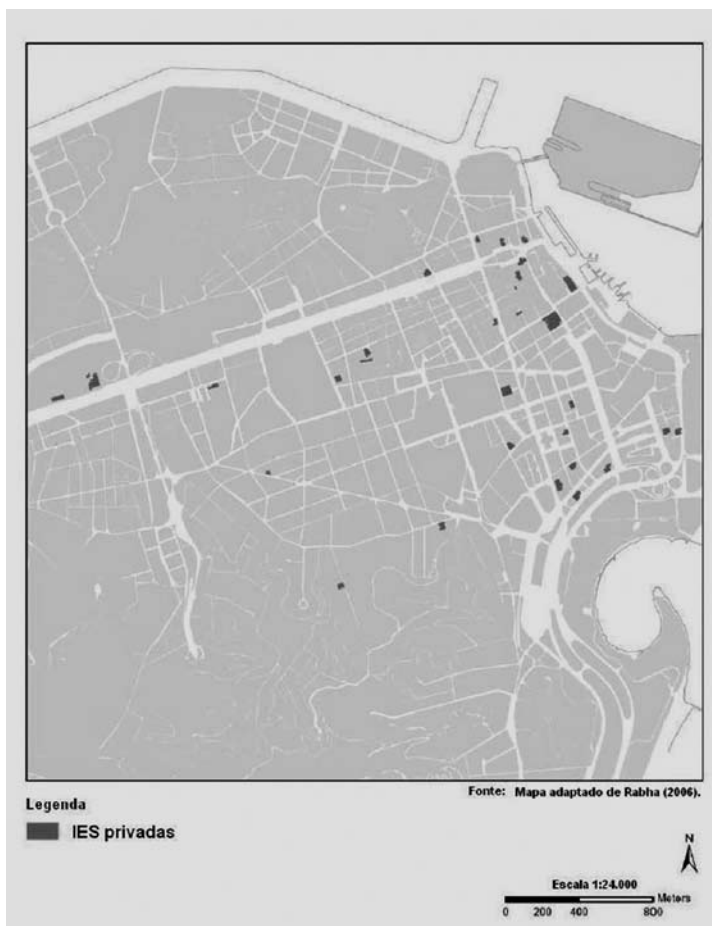 Fonte: Mapa adaptado de Rabha (2006).
Legenda
IES privadas
N
Escala 1:24.000
Meters
0 200 400 800